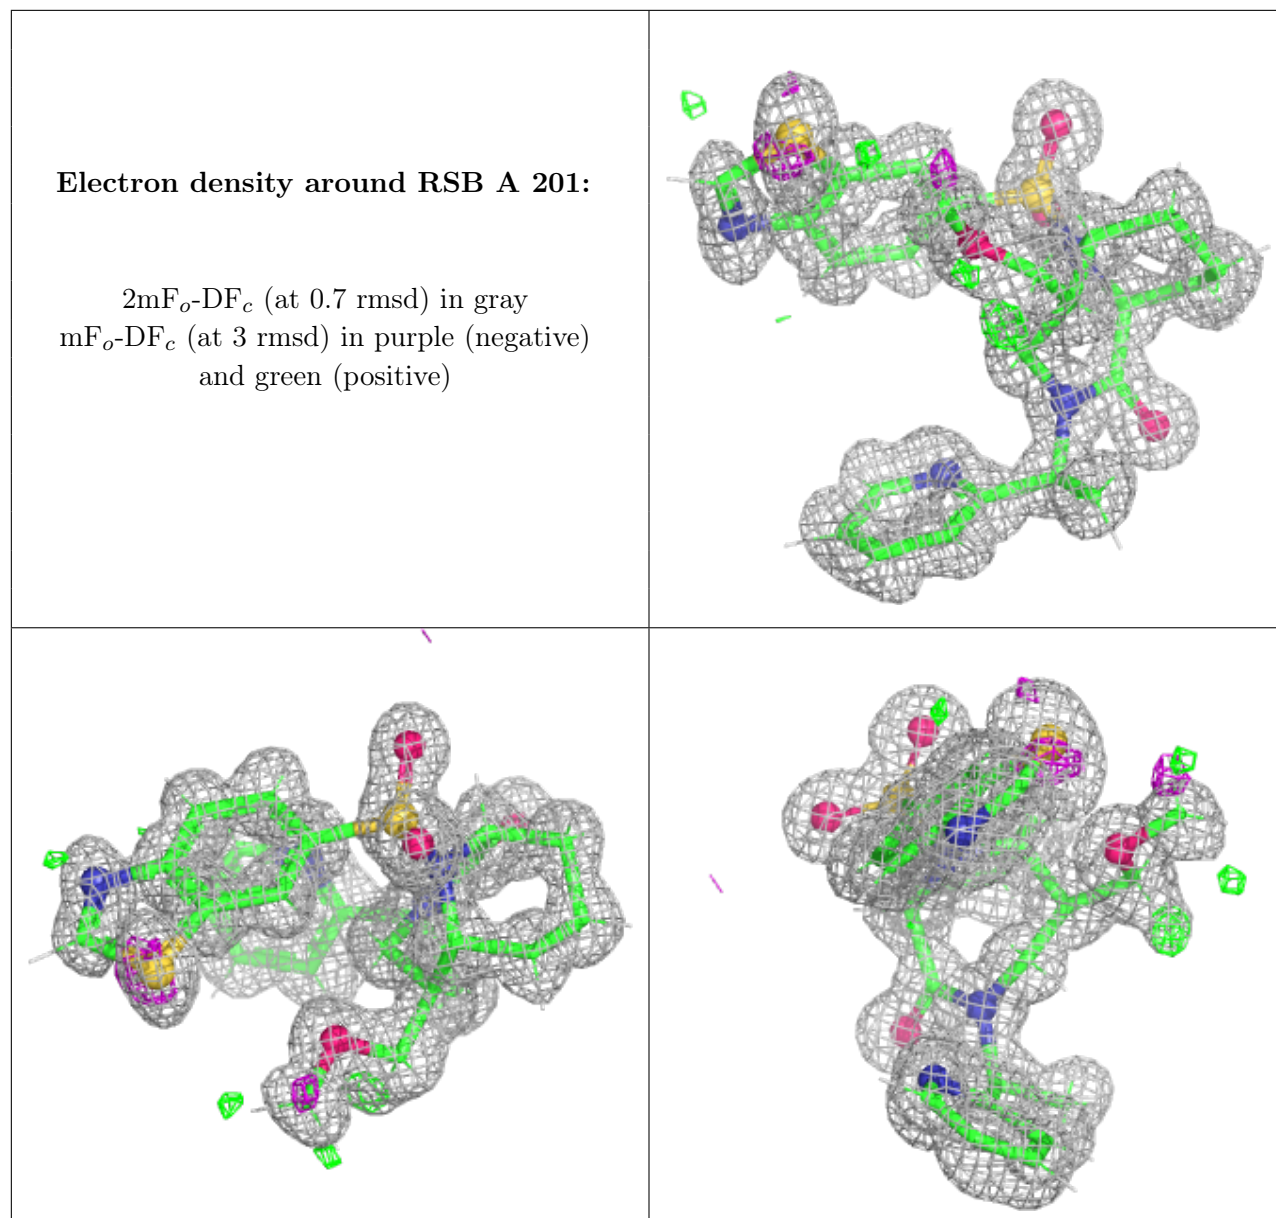 Electron density around RSB A 201:
2mFo-DFc (at 0.7 rmsd) in gray
mFo-DFc (at 3 rmsd) in purple (negative)
and green (positive)